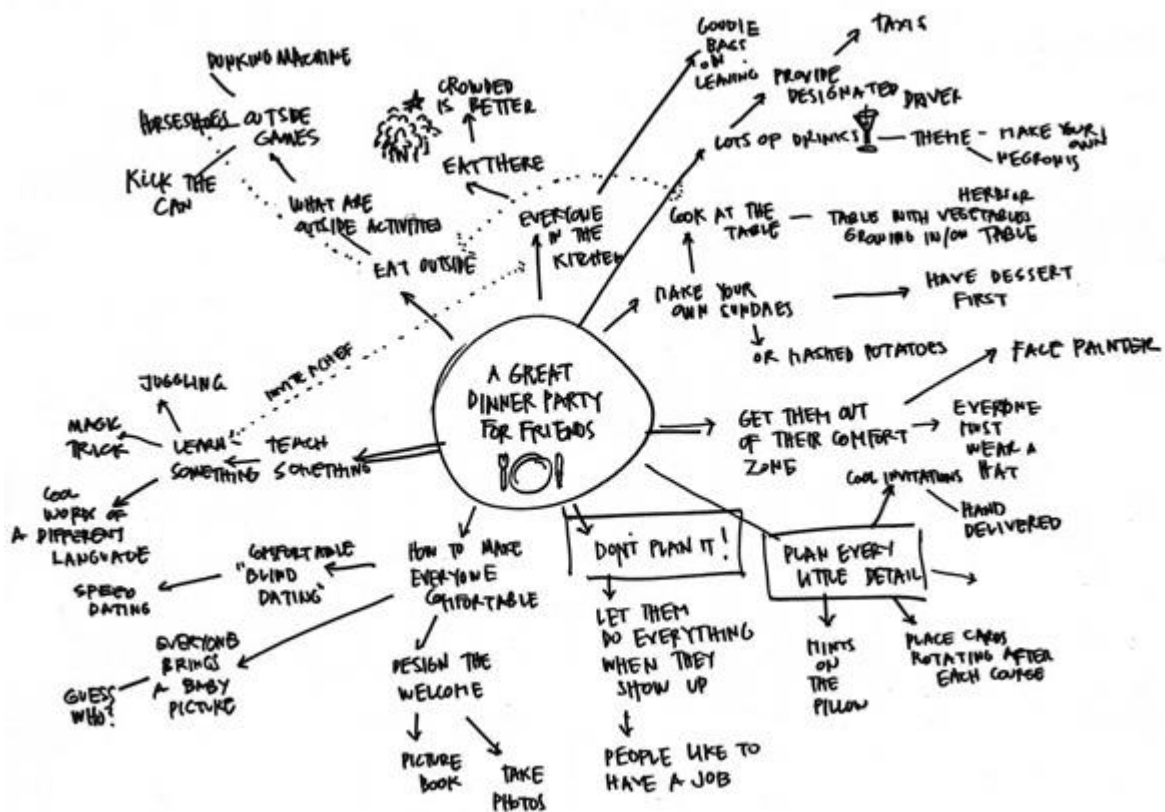 A GREAT
DINNER PARTY
FOR FRIENDS
EAT OUTSIDE
WHAT ARE
OUTSIDE ACTIVITIES
OUTSIDE
GAMES
DUNKING MACHINE
HORSESHOES
KICK THE
CAN
EVERYONE
IN THE
KITCHEN
EAT THERE
CROWDED
IS BETTER
GOODIE
BAGS
ON
LEAVING
LOTS OF DRINKS
PROVIDE
DESIGNATED DRIVER
TAXIS
THEME - MAKE YOUR
OWN
NEGRONIS
MAKE YOUR
OWN SUNDAES
LOOK AT THE
TABLE
HERBS OR
TABLE WITH VEGETABLES
GROWING IN/ON TABLE
HAVE DESSERT
FIRST
OR MASHED POTATOES
GET THEM OUT
OF THEIR COMFORT
ZONE
FACE PAINTER
EVERYONE
MUST
WEAR A
HAT
PLAN EVERY
LITTLE DETAIL
COOL INVITATIONS
HAND
DELIVERED
PLACE CARDS
ROTATING AFTER
EACH COURSE
MINTS
ON
THE
PILLOW
DON'T PLAN IT!
LET THEM
DO EVERYTHING
WHEN THEY
SHOW UP
PEOPLE LIKE TO
HAVE A JOB
HOW TO MAKE
EVERYONE
COMFORTABLE
COMFORTABLE
"BLIND
DATING"
SPEED
DATING
EVERYONE
BRINGS
A BABY
PICTURE
GUESS
WHO?
DESIGN THE
WELCOME
PICTURE
BOOK
TAKE
PHOTOS
TEACH
SOMETHING
LEARN
SOMETHING
JUGGLING
MAGIC
TRICK
COOL
WORDS OF
A DIFFERENT
LANGUAGE
INVITE A CHEF